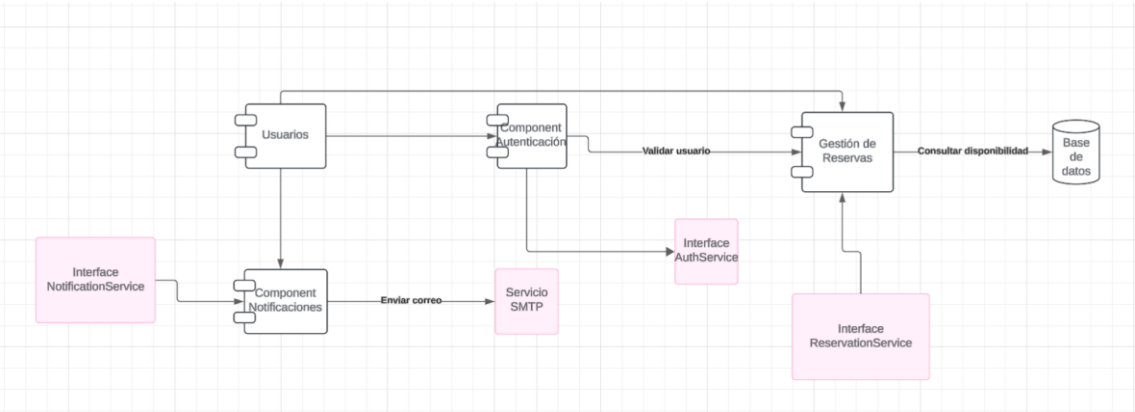 Usuarios
Component
Autenticación
Validar usuario
Gestión de
Reservas
Consultar disponibilidad
Base
de
datos
Interface
NotificationService
Component
Notificaciones
Enviar correo
Servicio
SMTP
Interface
AuthService
Interface
ReservationService